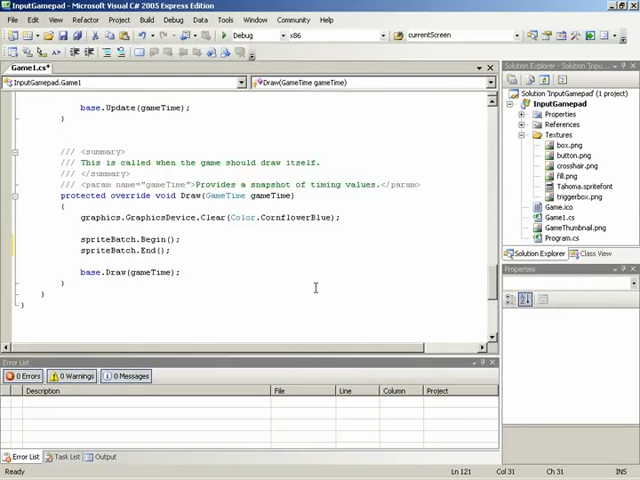 InputGamepad - Microsoft Visual C# 2005 Express Edition
File Edit View Refactor Project Build Debug Data Tools Window Community Help
Debug x86 currentScreen
Game1.cs*
InputGamepad.Game1 Draw(GameTime gameTime)
base.Update(gameTime);
}
/// <summary>
/// This is called when the game should draw itself.
/// </summary>
/// <param name="gameTime">Provides a snapshot of timing values.</param>
protected override void Draw(GameTime gameTime)
{
graphics.GraphicsDevice.Clear(Color.CornflowerBlue);
spriteBatch.Begin();
spriteBatch.End();
base.Draw(gameTime);
}
}
}
Solution Explorer - Solution 'Inpu...
Solution 'InputGamepad' (1 project)
InputGamepad
Properties
References
Textures
box.png
button.png
crosshair.png
fill.png
Tahoma.spritefont
triggerbox.png
Game.ico
Game1.cs
GameThumbnail.png
Program.cs
Solution Explorer Class View
Properties
Error List
0 Errors 0 Warnings 0 Messages
Description File Line Column Project
Error List Task List Output
Ready Ln 121 Col 31 Ch 31